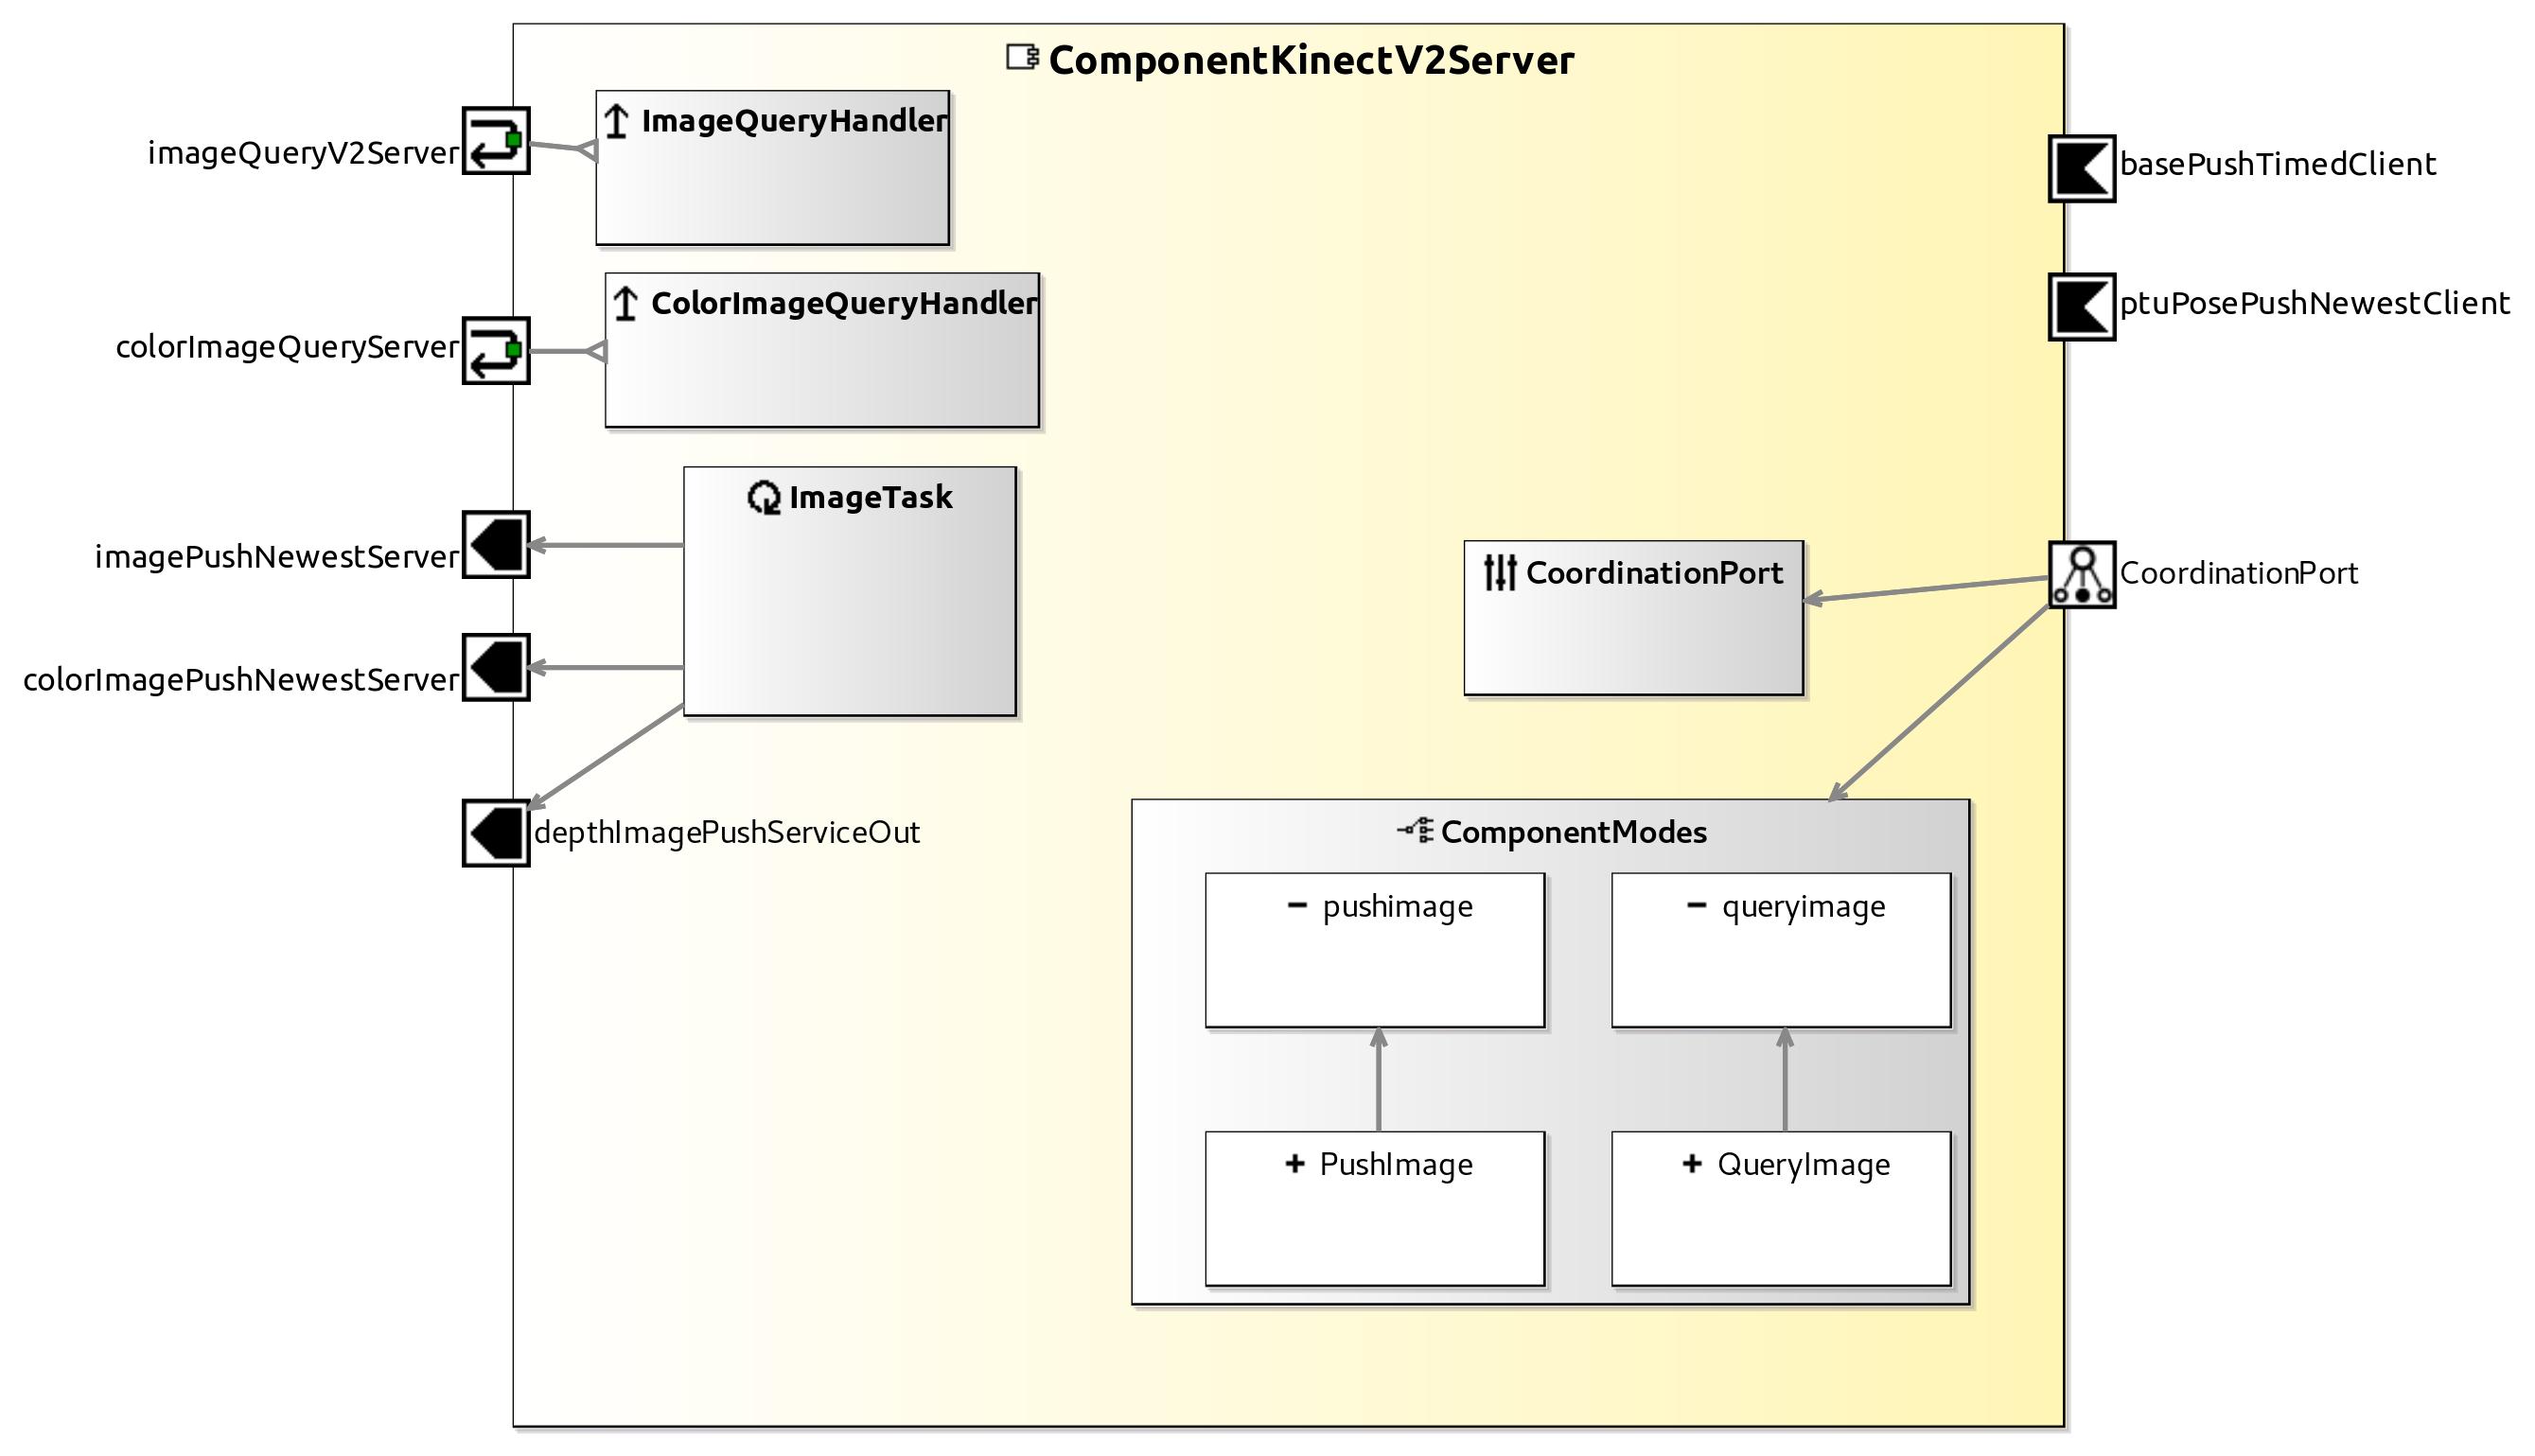 ComponentKinectV2Server
ImageQueryHandler
imageQueryV2Server
basePushTimedClient
ColorImageQueryHandler
ptuPosePushNewestClient
colorImageQueryServer
ImageTask
imagePushNewestServer
CoordinationPort
CoordinationPort
colorImagePushNewestServer
depthImagePushServiceOut
ComponentModes
pushimage
queryimage
PushImage
QueryImage